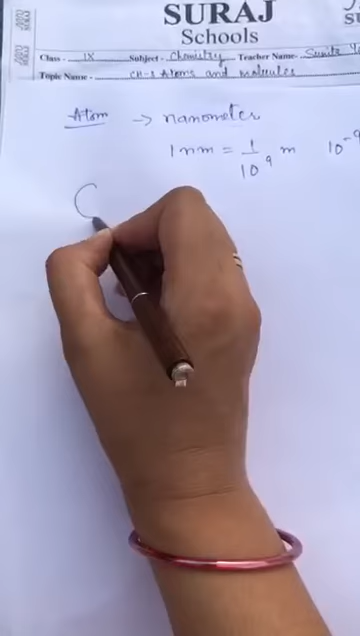 SURAJ
Schools
Class - IX Subject - Chemistry Teacher Name - Sunita
Topic Name - CH-3 Atoms and molecules
Atom → nanometer
1 nm = 1/10⁹ m 10⁻⁹
C